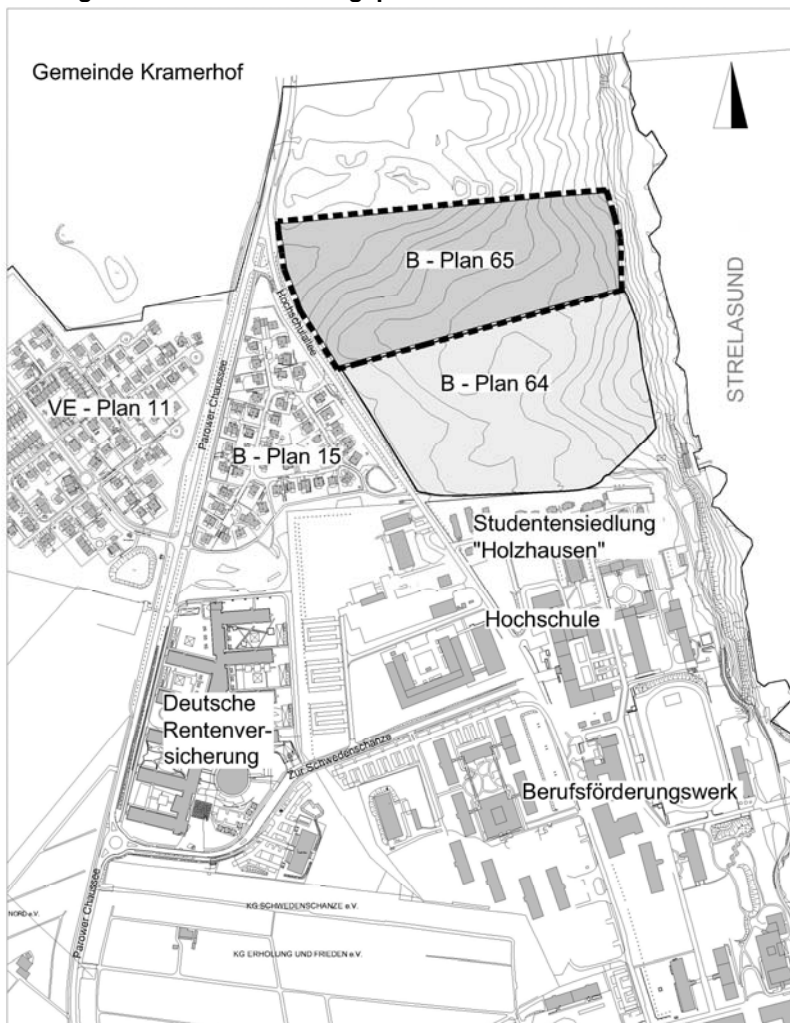 Gemeinde Kramerhof
B - Plan 65
Hochschulallee
STRELASUND
B - Plan 64
VE - Plan 11
Parower Chaussee
B - Plan 15
Studentensiedlung
"Holzhausen"
Hochschule
Deutsche
Rentenver-
sicherung
Zur Schwedenschanze
Berufsförderungswerk
Parower Chaussee
KG SCHWEDENSCHANZE e.V.
NORD e.V.
KG ERHOLUNG UND FRIEDEN e.V.